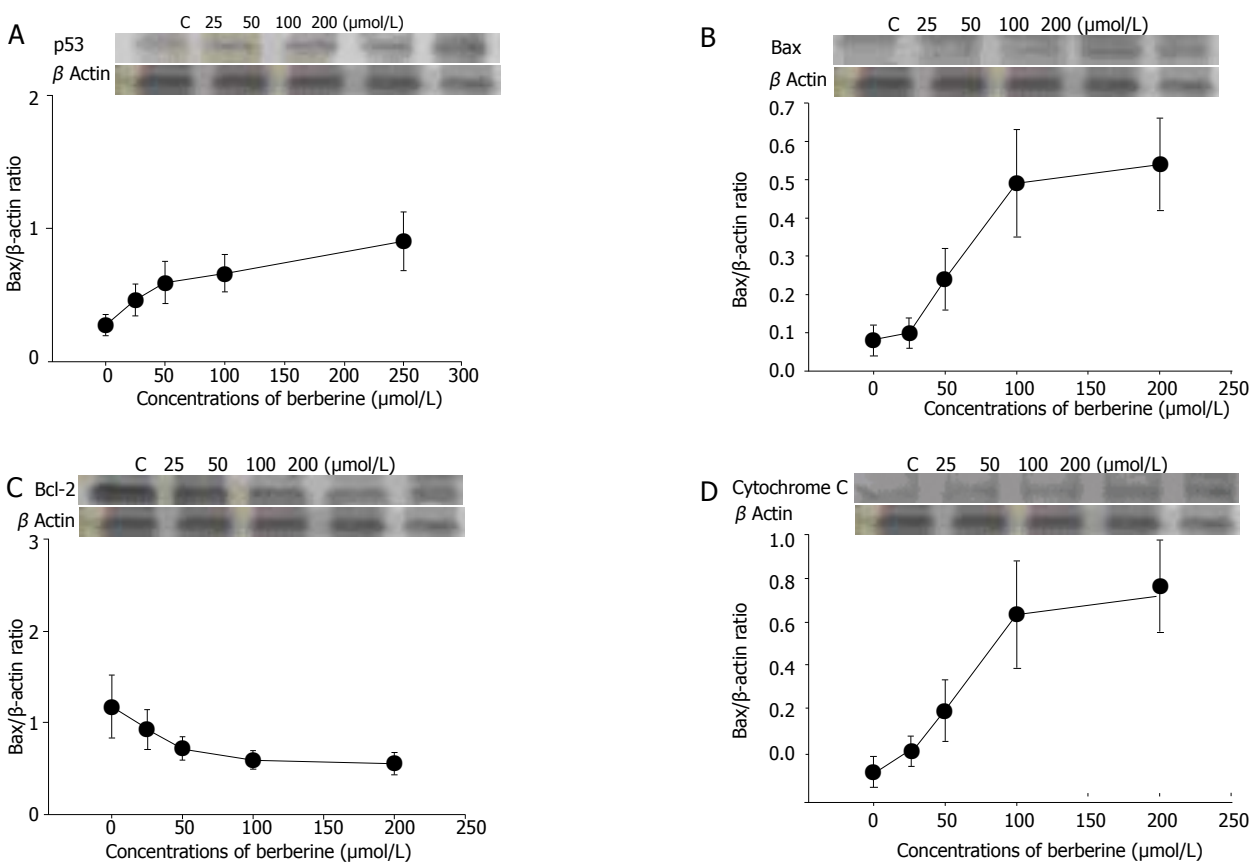 A
C 25 50 100 200 (µmol/L)
p53
β Actin
2
1
0
Bax/β-actin ratio
0 50 100 150 200 250 300
Concentrations of berberine (µmol/L)
B
C 25 50 100 200 (µmol/L)
Bax
β Actin
0.7
0.6
0.5
0.4
0.3
0.2
0.1
0.0
Bax/β-actin ratio
0 50 100 150 200 250
Concentrations of berberine (µmol/L)
C
C 25 50 100 200 (µmol/L)
Bcl-2
β Actin
3
2
1
0
Bax/β-actin ratio
0 50 100 150 200 250
Concentrations of berberine (µmol/L)
D
C 25 50 100 200 (µmol/L)
Cytochrome C
β Actin
1.0
0.8
0.6
0.4
0.2
0.0
Bax/β-actin ratio
0 50 100 150 200 250
Concentrations of berberine (µmol/L)